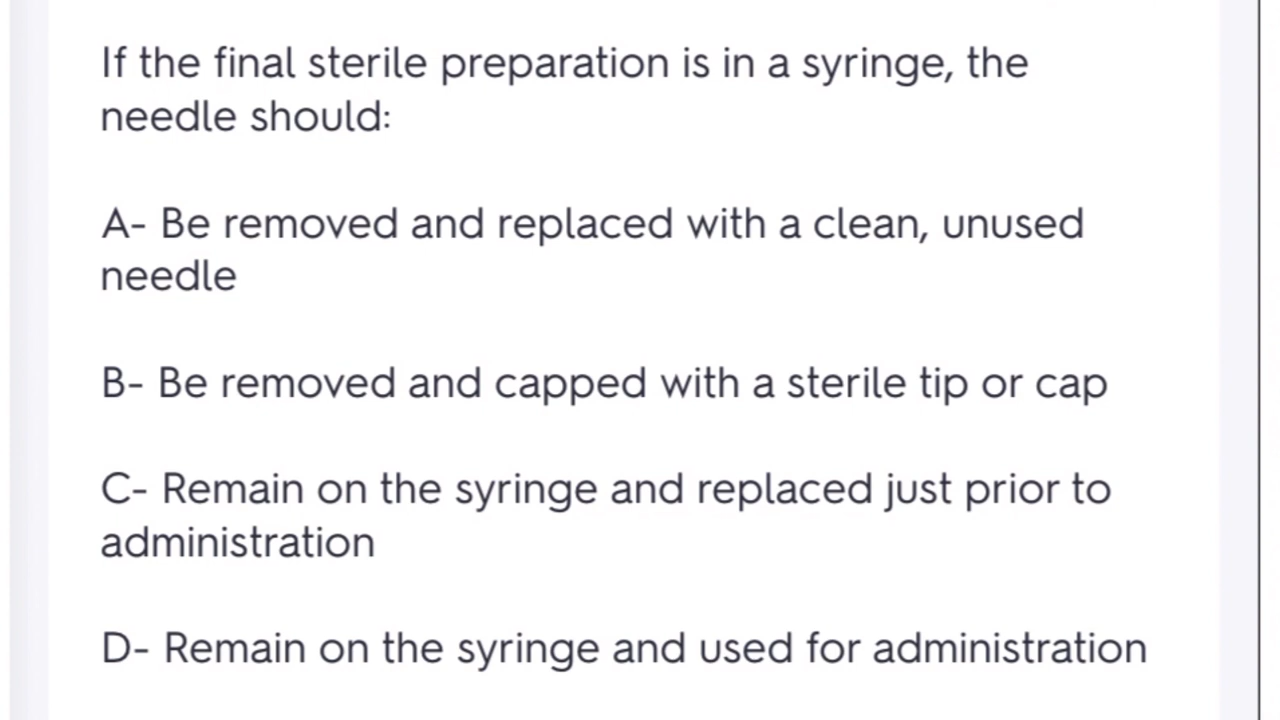 If the final sterile preparation is in a syringe, the
needle should:
A- Be removed and replaced with a clean, unused
needle
B- Be removed and capped with a sterile tip or cap
C- Remain on the syringe and replaced just prior to
administration
D- Remain on the syringe and used for administration